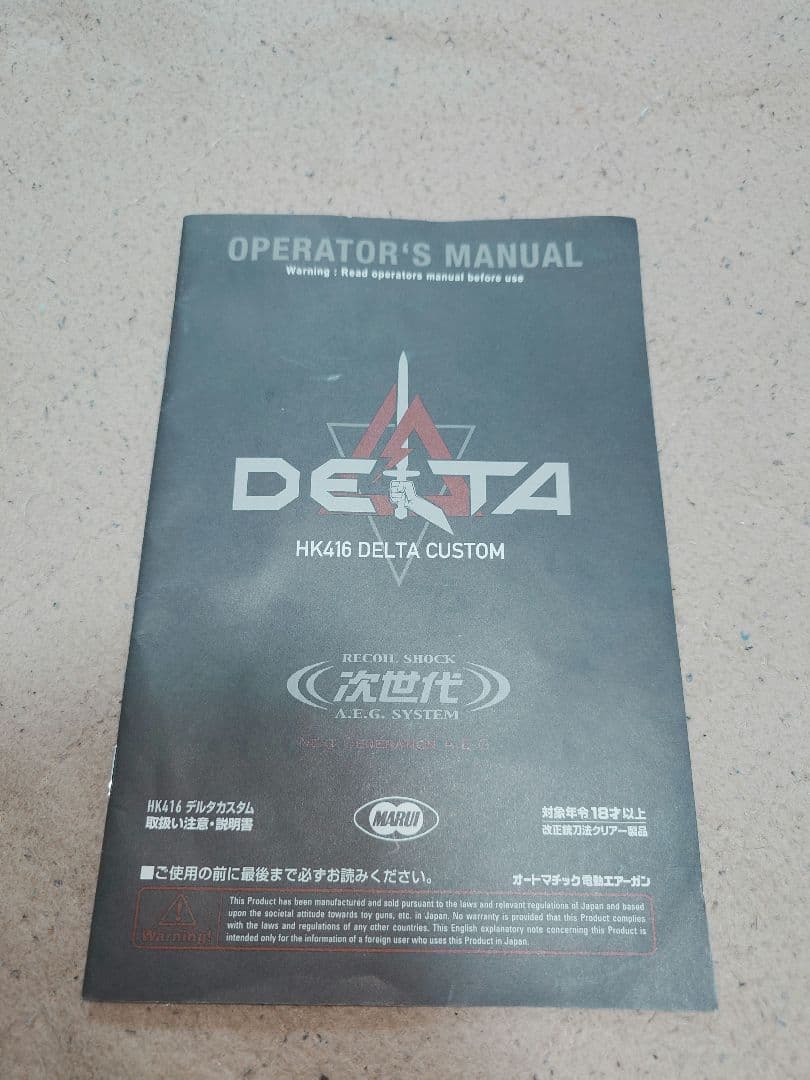 OPERATOR'S MANUAL
Warning : Read operators manual before use
DELTA
HK416 DELTA CUSTOM
RECOIL SHOCK
次世代
A.E.G. SYSTEM
NEXT GENERATION A.E.G.
HK416 デルタカスタム
取扱い注意・説明書
MARUI
対象年令18才以上
改正銃刀法クリアー製品
■ご使用の前に最後まで必ずお読みください。
オートマチック電動エアーガン
Warning!
This Product has been manufactured and sold pursuant to the laws and relevant regulations of Japan and based
upon the societal attitude towards toy guns, etc. in Japan. No warranty is provided that this Product complies
with the laws and regulations of any other countries. This English explanatory note concerning this Product is
intended only for the information of a foreign user who uses this Product in Japan.